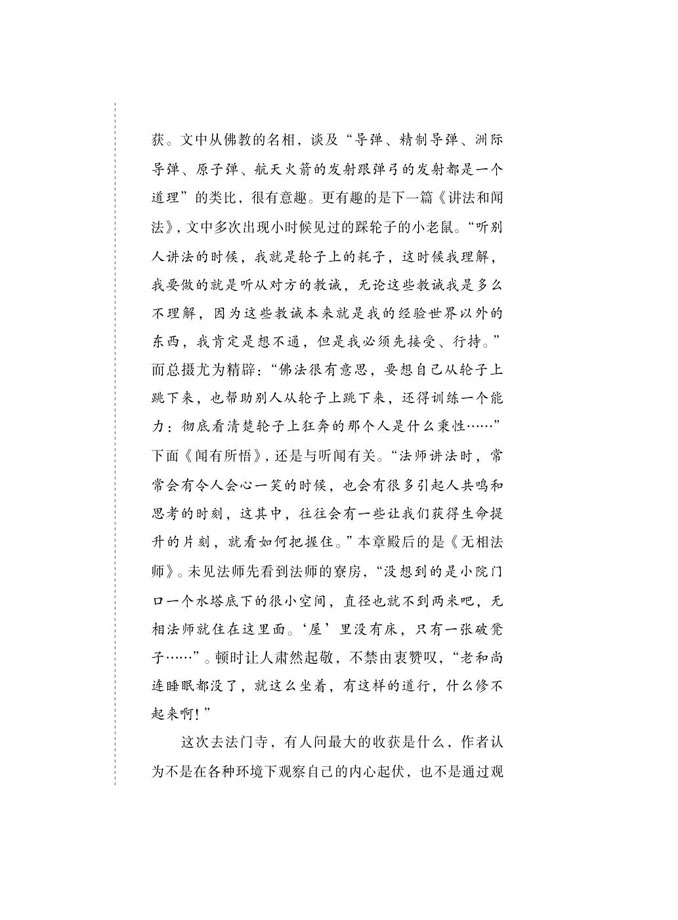 获。文中从佛教的名相，谈及“导弹、精制导弹、洲际
导弹、原子弹、航天火箭的发射跟弹弓的发射都是一个
道理”的类比，很有意趣。更有趣的是下一篇《讲法和闻
法》，文中多次出现小时候见过的踩轮子的小老鼠。“听别
人讲法的时候，我就是轮子上的耗子，这时候我理解，
我要做的就是听从对方的教诫，无论这些教诫我是多么
不理解，因为这些教诫本来就是我的经验世界以外的
东西，我肯定是想不通，但是我必须先接受、行持。”
而总摄尤为精辟：“佛法很有意思，要想自己从轮子上
跳下来，也帮助别人从轮子上跳下来，还得训练一个能
力：彻底看清楚轮子上狂奔的那个人是什么秉性……”
下面《闻有所悟》，还是与听闻有关。“法师讲法时，常
常会有令人会心一笑的时候，也会有很多引起人共鸣和
思考的时刻，这其中，往往会有一些让我们获得生命提
升的片刻，就看如何把握住。”本章殿后的是《无相法
师》。未见法师先看到法师的寮房，“没想到的是小院门
口一个水塔底下的很小空间，直径也就不到两米吧，无
相法师就住在这里面。‘屋’里没有床，只有一张破凳
子……”。顿时让人肃然起敬，不禁由衷赞叹，“老和尚
连睡眠都没了，就这么坐着，有这样的道行，什么修不
起来啊！”
这次去法门寺，有人问最大的收获是什么，作者认
为不是在各种环境下观察自己的内心起伏，也不是通过观